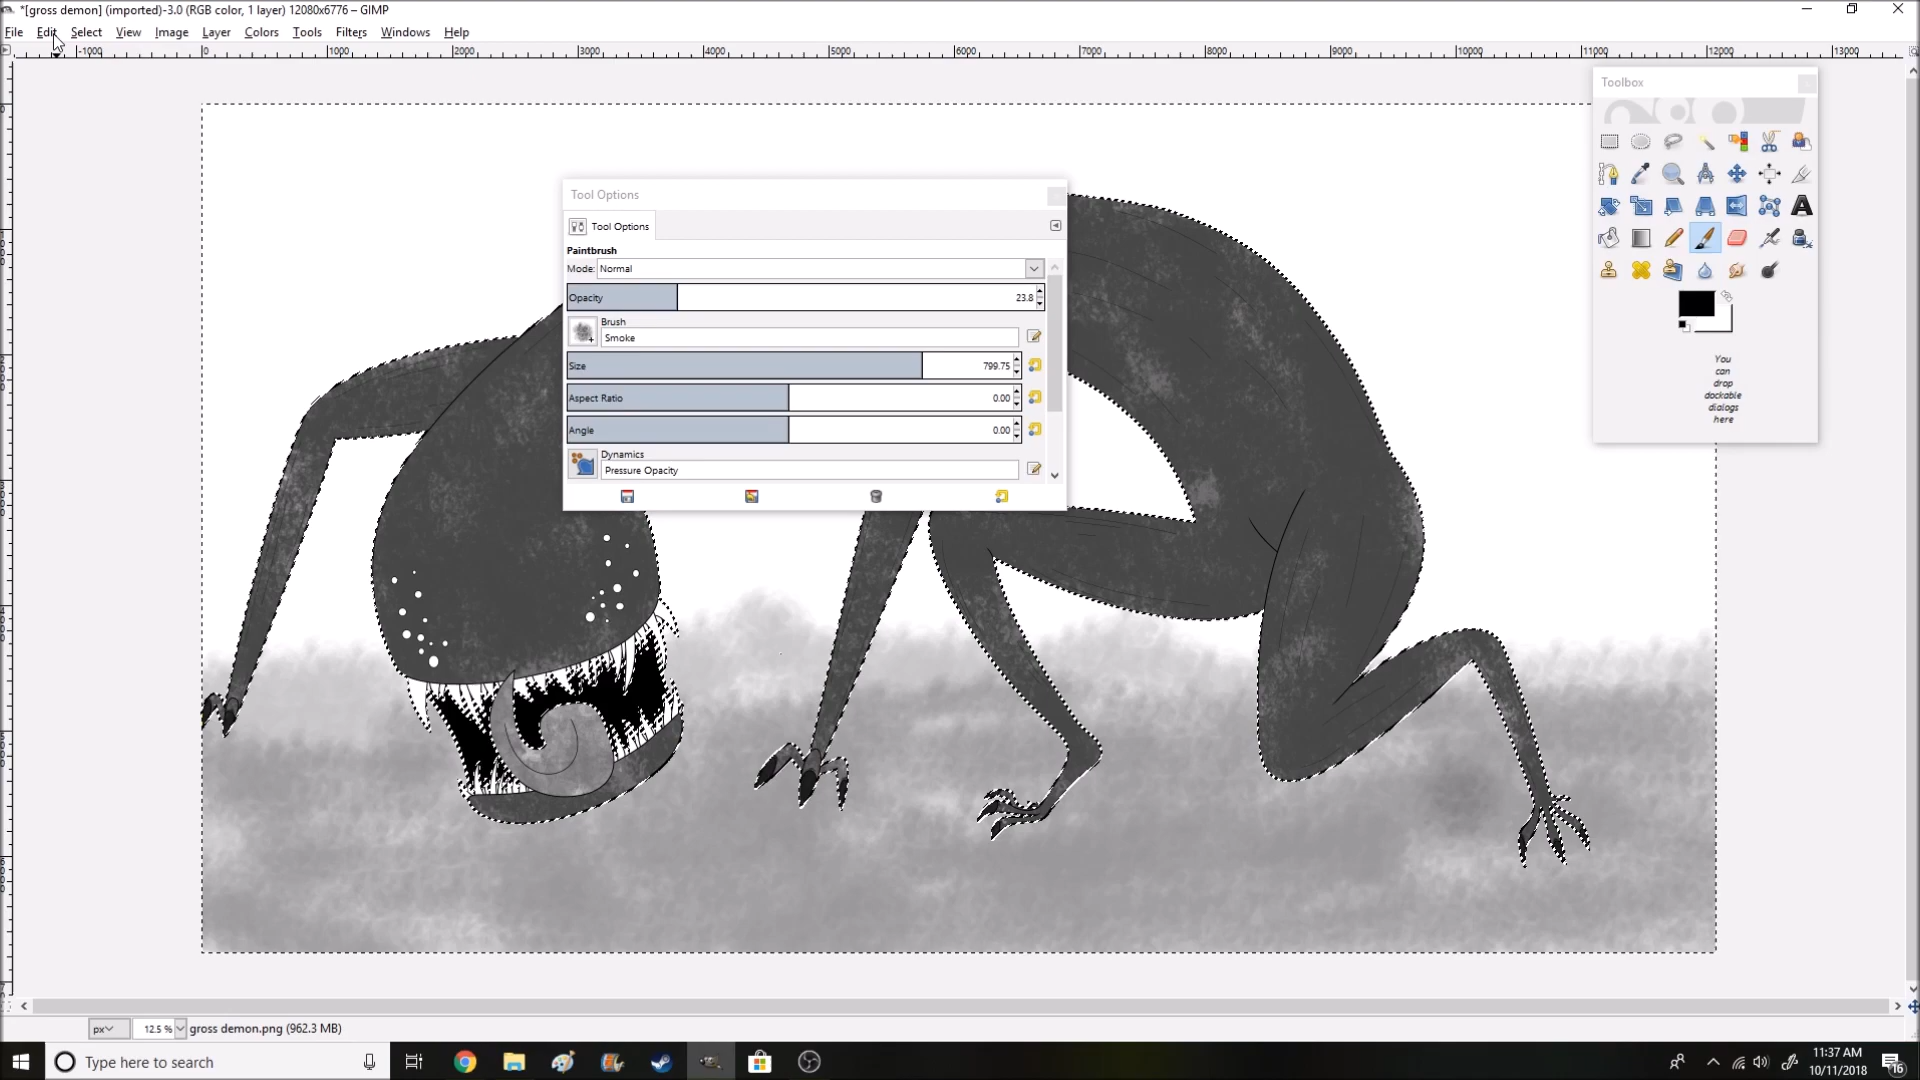 *[gross demon] (imported)-3.0 (RGB color, 1 layer) 12080x6776 – GIMP
File Edit Select View Image Layer Colors Tools Filters Windows Help
-1000 0 1000 2000 3000 4000 5000 6000 7000 8000 9000 10000 11000 12000 13000
Toolbox
Tool Options
Tool Options
Paintbrush
Mode: Normal
Opacity 23.8
Brush
Smoke
Size 799.75
Aspect Ratio 0.00
Angle 0.00
Dynamics
Pressure Opacity
You
can
drop
dockable
dialogs
here
px 12.5 % gross demon.png (962.3 MB)
Type here to search
11:37 AM
10/11/2018
16